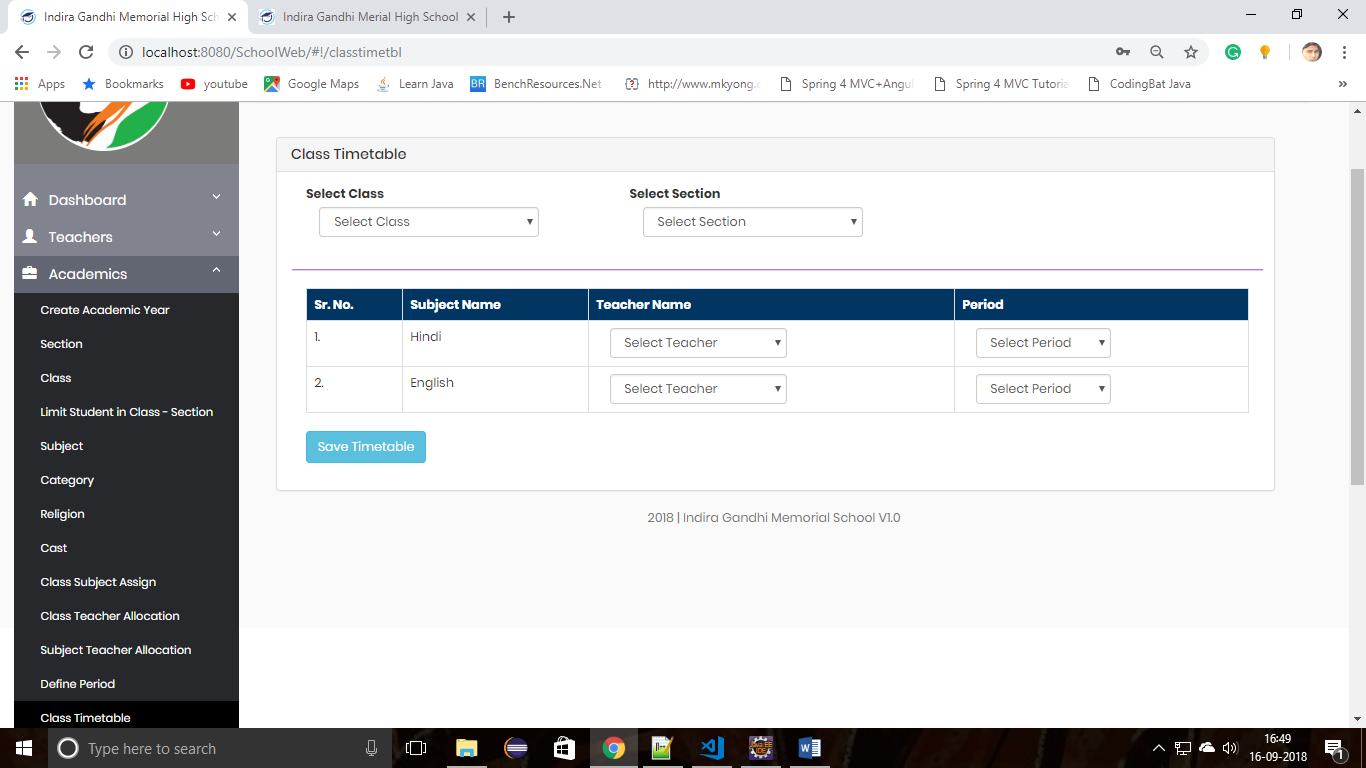 Indira Gandhi Memorial High Sch
Indira Gandhi Merial High School
localhost:8080/SchoolWeb/#!/classtimetbl
Apps Bookmarks youtube Google Maps Learn Java BR BenchResources.Net http://www.mkyong.c Spring 4 MVC+Angul Spring 4 MVC Tutoria CodingBat Java »
Dashboard
Teachers
Academics
Create Academic Year
Section
Class
Limit Student in Class - Section
Subject
Category
Religion
Cast
Class Subject Assign
Class Teacher Allocation
Subject Teacher Allocation
Define Period
Class Timetable
Class Timetable
Select Class Select Section
Select Class Select Section
Sr. No. Subject Name Teacher Name Period
1. Hindi Select Teacher Select Period
2. English Select Teacher Select Period
Save Timetable
2018 | Indira Gandhi Memorial School V1.0
Type here to search
16:49
16-09-2018
1